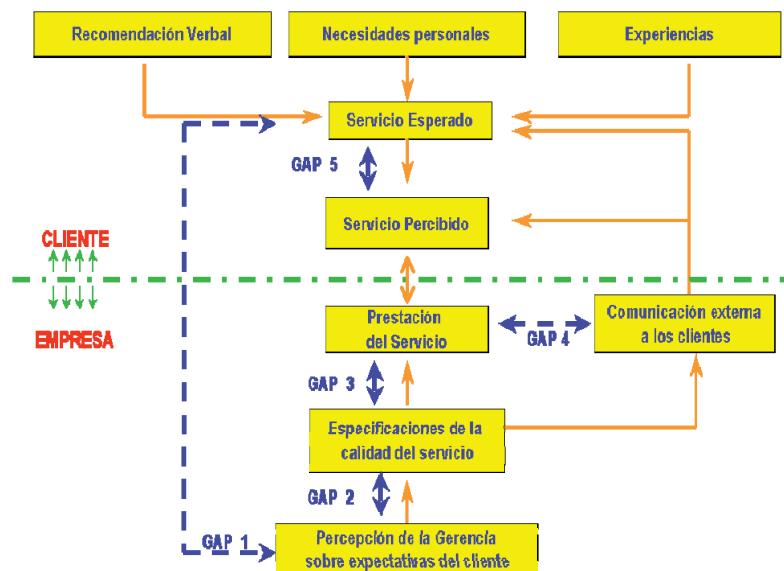 Recomendación Verbal
Necesidades personales
Experiencias
Servicio Esperado
GAP 5
Servicio Percibido
CLIENTE
EMPRESA
Prestación
del Servicio
GAP 4
Comunicación externa
a los clientes
GAP 3
Especificaciones de la
calidad del servicio
GAP 2
GAP 1
Percepción de la Gerencia
sobre expectativas del cliente